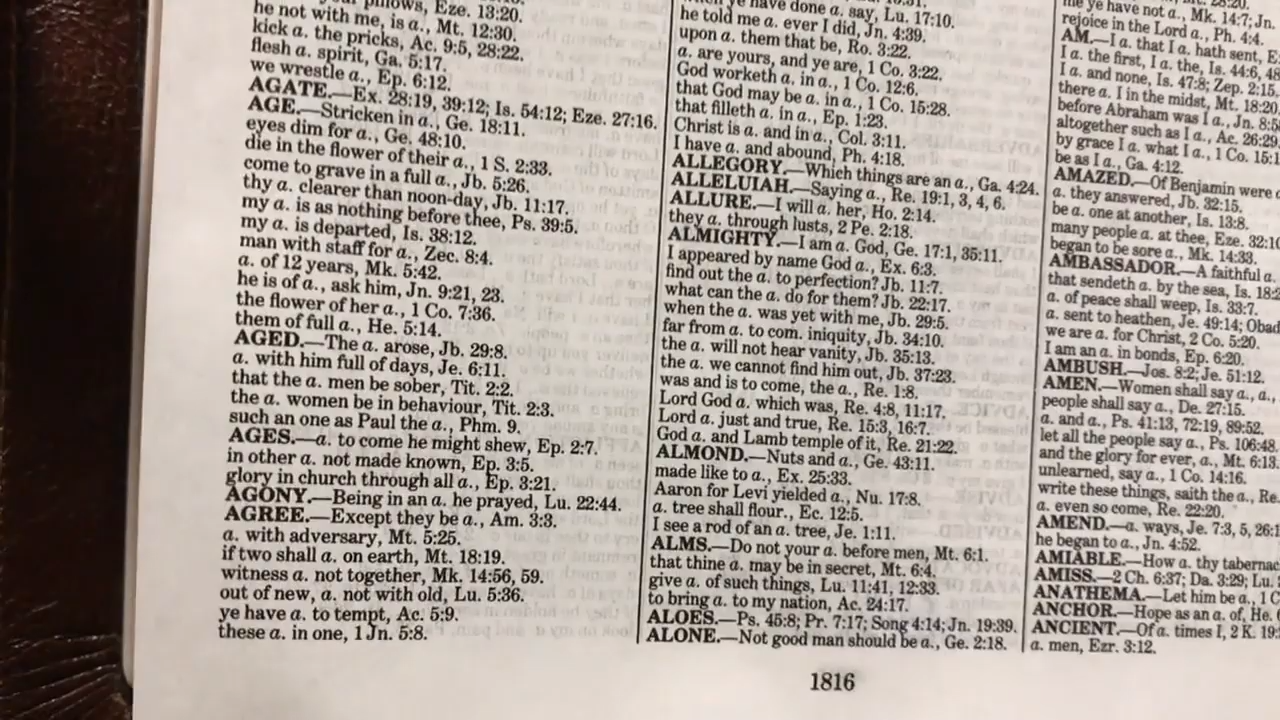 pillows, Eze. 13:20.
he not with me, is a., Mt. 12:30.
kick a. the pricks, Ac. 9:5, 28:22.
flesh a. spirit, Ga. 5:17.
we wrestle a., Ep. 6:12.
AGATE.—Ex. 28:19, 39:12; Is. 54:12; Eze. 27:16.
AGE.—Stricken in a., Ge. 18:11.
eyes dim for a., Ge. 48:10.
die in the flower of their a., 1 S. 2:33.
come to grave in a full a., Jb. 5:26.
thy a. clearer than noon-day, Jb. 11:17.
my a. is as nothing before thee, Ps. 39:5.
my a. is departed, Is. 38:12.
man with staff for a., Zec. 8:4.
a. of 12 years, Mk. 5:42.
he is of a., ask him, Jn. 9:21, 23.
the flower of her a., 1 Co. 7:36.
them of full a., He. 5:14.
AGED.—The a. arose, Jb. 29:8.
a. with him full of days, Je. 6:11.
that the a. men be sober, Tit. 2:2.
the a. women be in behaviour, Tit. 2:3.
such an one as Paul the a., Phm. 9.
AGES.—a. to come he might shew, Ep. 2:7.
in other a. not made known, Ep. 3:5.
glory in church through all a., Ep. 3:21.
AGONY.—Being in an a. he prayed, Lu. 22:44.
AGREE.—Except they be a., Am. 3:3.
a. with adversary, Mt. 5:25.
if two shall a. on earth, Mt. 18:19.
witness a. not together, Mk. 14:56, 59.
out of new, a. not with old, Lu. 5:36.
ye have a. to tempt, Ac. 5:9.
these a. in one, 1 Jn. 5:8.
ye have done a. say, Lu. 17:10.
he told me a. ever I did, Jn. 4:39.
upon a. them that be, Ro. 3:22.
a. are yours, and ye are, 1 Co. 3:22.
God worketh a. in a., 1 Co. 12:6.
that God may be a. in a., 1 Co. 15:28.
that filleth a. in a., Ep. 1:23.
Christ is a. and in a., Col. 3:11.
I have a. and abound, Ph. 4:18.
ALLEGORY.—Which things are an a., Ga. 4:24.
ALLELUIAH.—Saying a., Re. 19:1, 3, 4, 6.
ALLURE.—I will a. her, Ho. 2:14.
they a. through lusts, 2 Pe. 2:18.
ALMIGHTY.—I am a. God, Ge. 17:1, 35:11.
I appeared by name God a., Ex. 6:3.
find out the a. to perfection? Jb. 11:7.
what can the a. do for them? Jb. 22:17.
when the a. was yet with me, Jb. 29:5.
far from a. to com. iniquity, Jb. 34:10.
the a. will not hear vanity, Jb. 35:13.
the a. we cannot find him out, Jb. 37:23.
was and is to come, the a., Re. 1:8.
Lord God a. which was, Re. 4:8, 11:17.
Lord a. just and true, Re. 15:3, 16:7.
God a. and Lamb temple of it, Re. 21:22.
ALMOND.—Nuts and a., Ge. 43:11.
made like to a., Ex. 25:33.
Aaron for Levi yielded a., Nu. 17:8.
a. tree shall flour., Ec. 12:5.
I see a rod of an a. tree, Je. 1:11.
ALMS.—Do not your a. before men, Mt. 6:1.
that thine a. may be in secret, Mt. 6:4.
give a. of such things, Lu. 11:41, 12:33.
to bring a. to my nation, Ac. 24:17.
ALOES.—Ps. 45:8; Pr. 7:17; Song 4:14; Jn. 19:39.
ALONE.—Not good man should be a., Ge. 2:18.
me ye have not a., Mk. 14:7; Jn.
rejoice in the Lord a., Ph. 4:4.
AM.—I a. that I a. hath sent,
I a. the first, I a. the, Is. 44:6, 48
I a. and none, Is. 47:8; Zep. 2:15.
there a. I in the midst, Mt. 18:20
before Abraham was I a., Jn. 8:5
altogether such as I a., Ac. 26:29
by grace I a. what I a., 1 Co. 15:1
be as I a., Ga. 4:12.
AMAZED.—Of Benjamin were
a. they answered, Jb. 32:15.
be a. one at another, Is. 13:8.
many people a. at thee, Eze. 32:10
began to be sore a., Mk. 14:33.
AMBASSADOR.—A faithful a.
that sendeth a. by the sea, Is. 18:2
a. of peace shall weep, Is. 33:7.
a. sent to heathen, Je. 49:14; Obad
we are a. for Christ, 2 Co. 5:20.
I am an a. in bonds, Ep. 6:20.
AMBUSH.—Jos. 8:2; Je. 51:12.
AMEN.—Women shall say a., a.,
people shall say a., De. 27:15.
a. and a., Ps. 41:13, 72:19, 89:52.
let all the people say a., Ps. 106:48
and the glory for ever, a., Mt. 6:13.
unlearned, say a., 1 Co. 14:16.
write these things, saith the a., Re.
a. even so come, Re. 22:20.
AMEND.—a. ways, Je. 7:3, 5, 26:1
he began to a., Jn. 4:52.
AMIABLE.—How a. thy tabernac
AMISS.—2 Ch. 6:37; Da. 3:29; Lu.
ANATHEMA.—Let him be a., 1 C
ANCHOR.—Hope as an a. of, He.
ANCIENT.—Of a. times I, 2 K. 19:
a. men, Ezr. 3:12.
1816